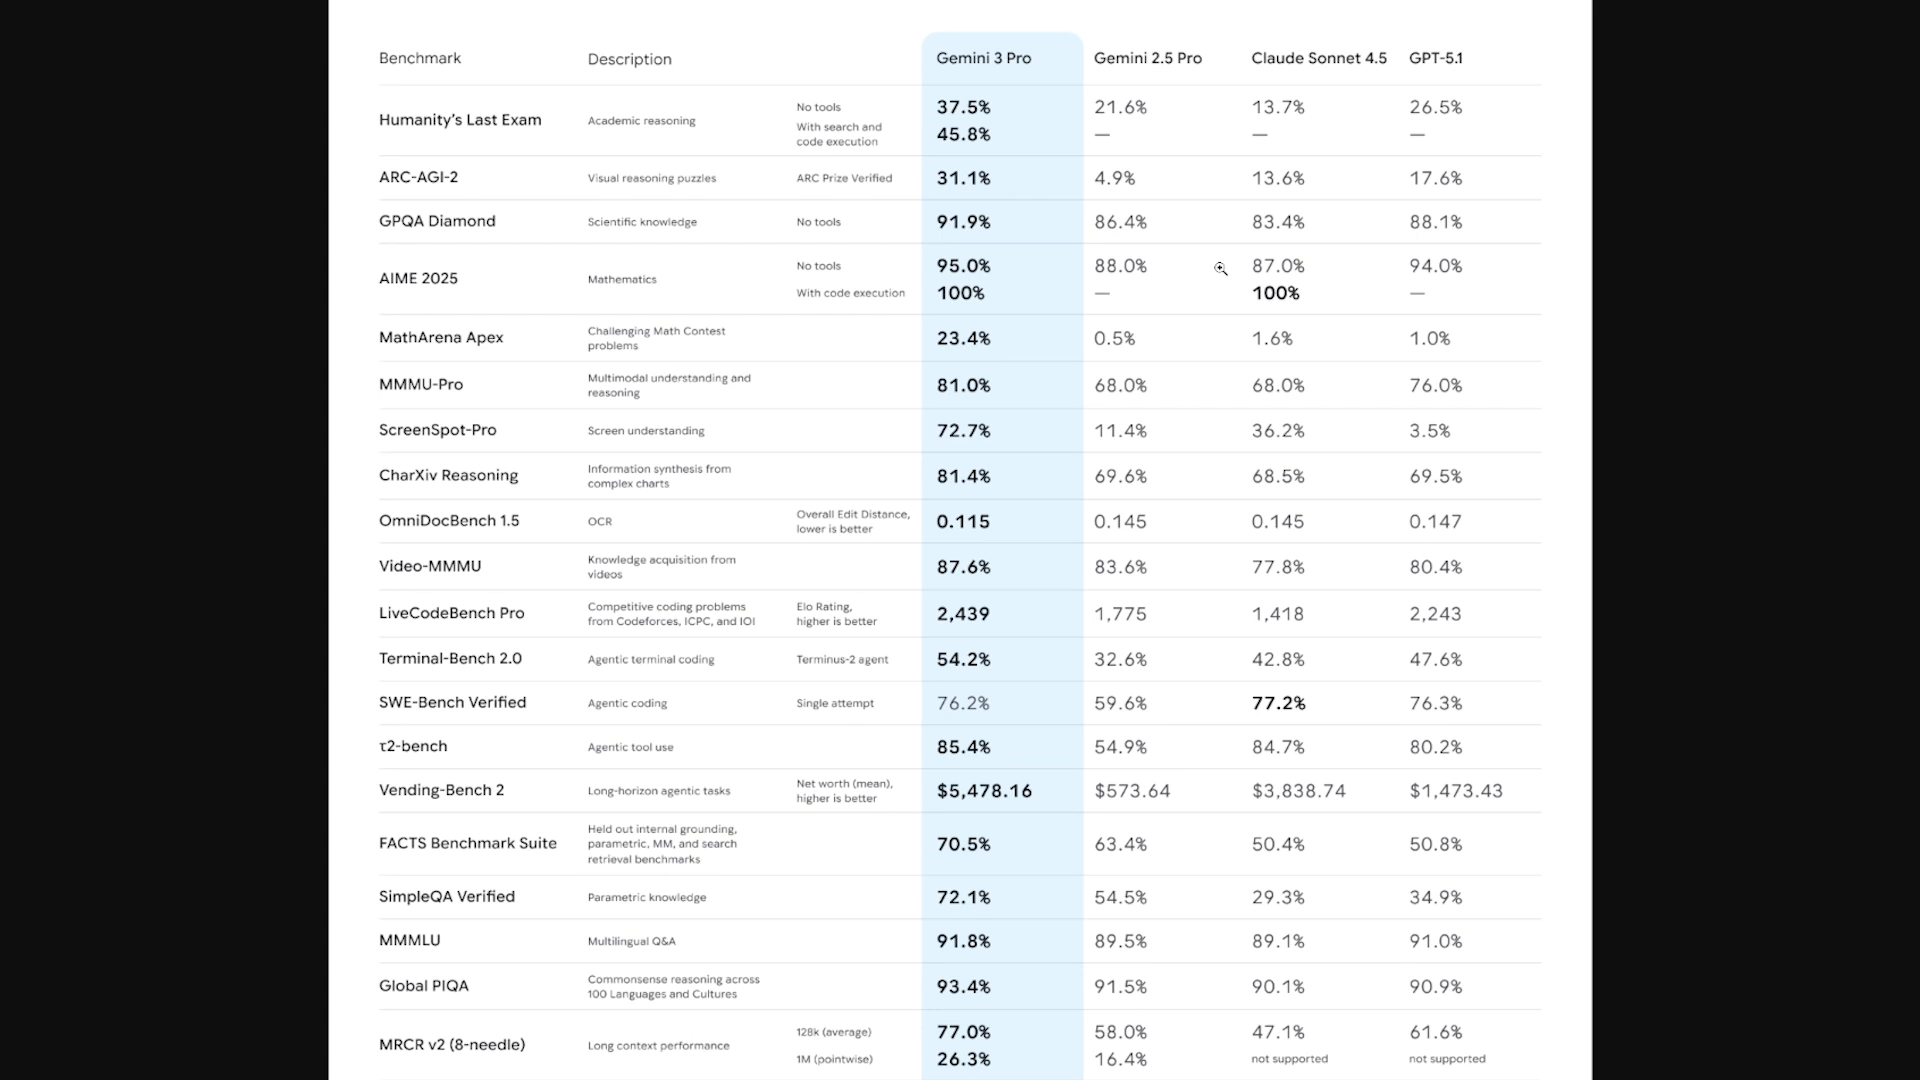 Benchmark Description Gemini 3 Pro Gemini 2.5 Pro Claude Sonnet 4.5 GPT-5.1
Humanity's Last Exam Academic reasoning No tools 37.5% 21.6% 13.7% 26.5%
With search and code execution 45.8% — — —
ARC-AGI-2 Visual reasoning puzzles ARC Prize Verified 31.1% 4.9% 13.6% 17.6%
GPQA Diamond Scientific knowledge No tools 91.9% 86.4% 83.4% 88.1%
AIME 2025 Mathematics No tools 95.0% 88.0% 87.0% 94.0%
With code execution 100% — 100% —
MathArena Apex Challenging Math Contest problems 23.4% 0.5% 1.6% 1.0%
MMMU-Pro Multimodal understanding and reasoning 81.0% 68.0% 68.0% 76.0%
ScreenSpot-Pro Screen understanding 72.7% 11.4% 36.2% 3.5%
CharXiv Reasoning Information synthesis from complex charts 81.4% 69.6% 68.5% 69.5%
OmniDocBench 1.5 OCR Overall Edit Distance, lower is better 0.115 0.145 0.145 0.147
Video-MMMU Knowledge acquisition from videos 87.6% 83.6% 77.8% 80.4%
LiveCodeBench Pro Competitive coding problems from Codeforces, ICPC, and IOI Elo Rating, higher is better 2,439 1,775 1,418 2,243
Terminal-Bench 2.0 Agentic terminal coding Terminus-2 agent 54.2% 32.6% 42.8% 47.6%
SWE-Bench Verified Agentic coding Single attempt 76.2% 59.6% 77.2% 76.3%
τ2-bench Agentic tool use 85.4% 54.9% 84.7% 80.2%
Vending-Bench 2 Long-horizon agentic tasks Net worth (mean), higher is better $5,478.16 $573.64 $3,838.74 $1,473.43
FACTS Benchmark Suite Held out internal grounding, parametric, MM, and search retrieval benchmarks 70.5% 63.4% 50.4% 50.8%
SimpleQA Verified Parametric knowledge 72.1% 54.5% 29.3% 34.9%
MMMLU Multilingual Q&A 91.8% 89.5% 89.1% 91.0%
Global PIQA Commonsense reasoning across 100 Languages and Cultures 93.4% 91.5% 90.1% 90.9%
MRCR v2 (8-needle) Long context performance 128k (average) 77.0% 58.0% 47.1% 61.6%
1M (pointwise) 26.3% 16.4% not supported not supported